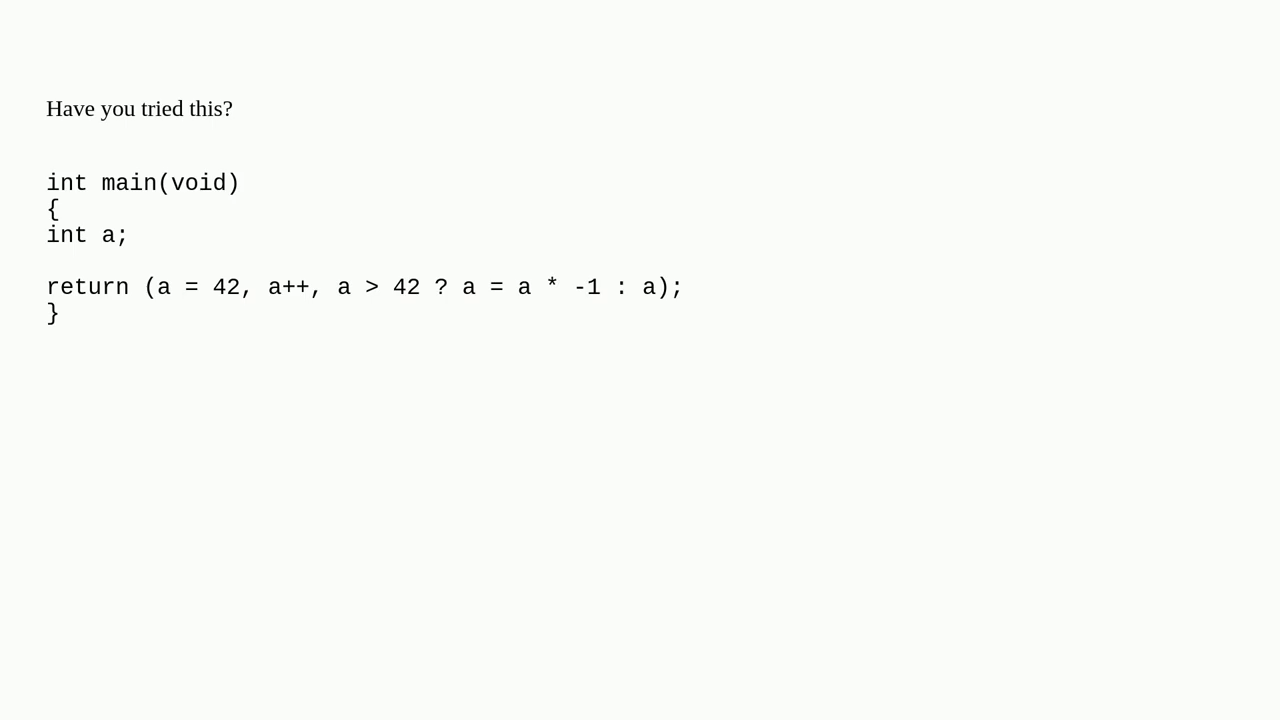 Have you tried this?
int main(void)
{
int a;
return (a = 42, a++, a > 42 ? a = a * -1 : a);
}